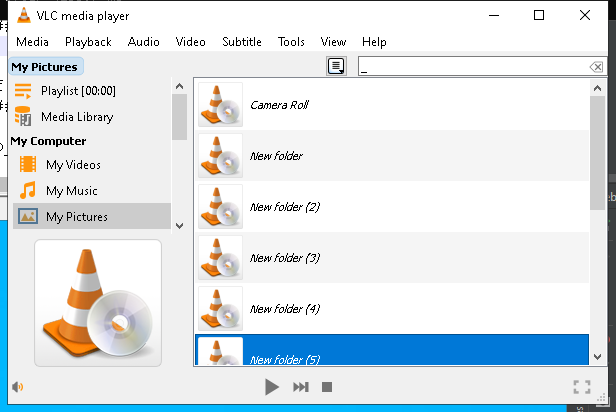 VLC media player
Media Playback Audio Video Subtitle Tools View Help
My Pictures
_
Playlist [00:00]
Media Library
My Computer
My Videos
My Music
My Pictures
Camera Roll
New folder
New folder (2)
New folder (3)
New folder (4)
New folder (5)